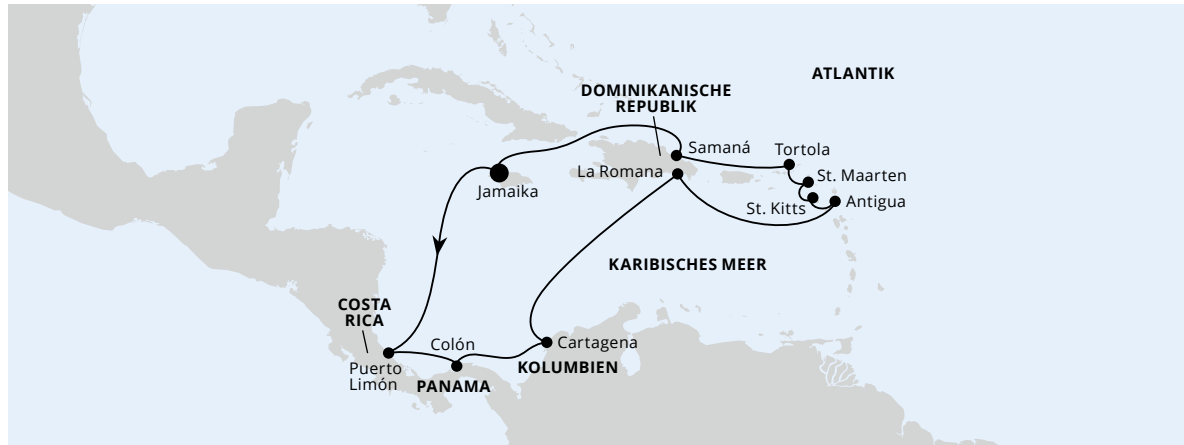 ATLANTIK
DOMINIKANISCHE
REPUBLIK
Samaná
Tortola
La Romana
St. Maarten
Jamaika
St. Kitts
Antigua
KARIBISCHES MEER
COSTA
RICA
Colón
Cartagena
Puerto
Limón
KOLUMBIEN
PANAMA